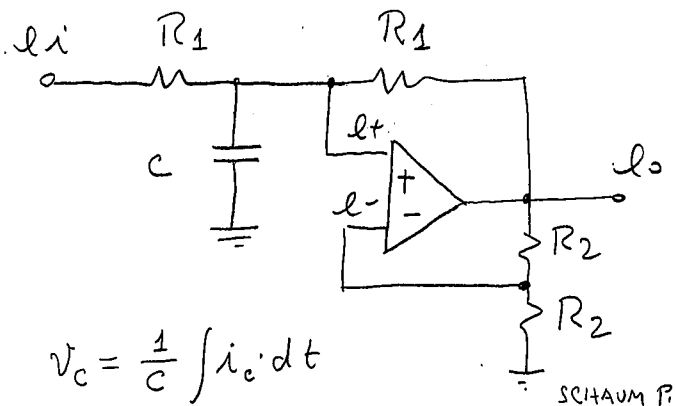 ei R1 R1
e+
C
e-
+
-
eo
R2
R2
Vc = 1/C ∫ ic·dt
SCHAUM P.